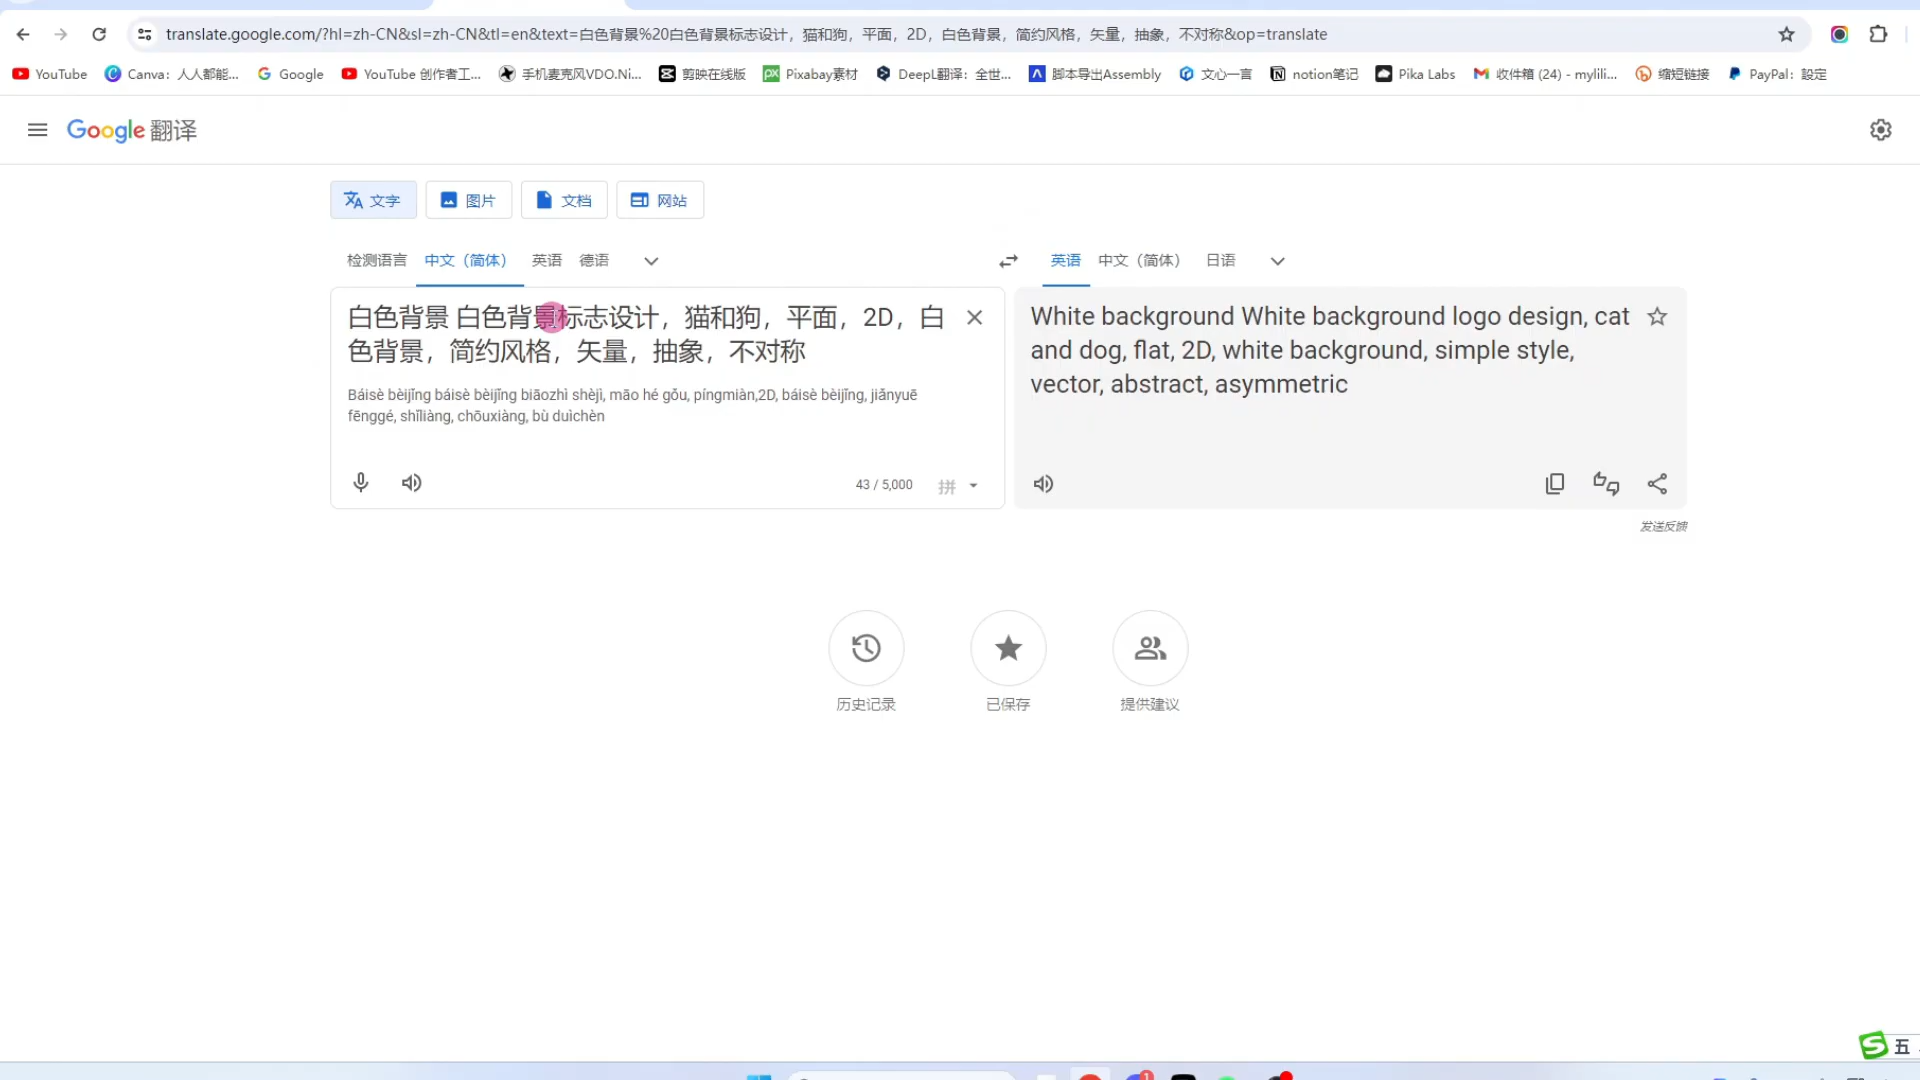 translate.google.com/?hl=zh-CN&sl=zh-CN&tl=en&text=白色背景%20白色背景标志设计，猫和狗，平面，2D，白色背景，简约风格，矢量，抽象，不对称&op=translate
YouTube Canva：人人都能... Google YouTube 创作者工... 手机麦克风VDO.Ni... 剪映在线版 Pixabay素材 DeepL翻译：全世... 脚本导出Assembly 文心一言 notion笔记 Pika Labs 收件箱 (24) - mylili... 缩短链接 PayPal：設定
Google 翻译
文字 图片 文档 网站
检测语言 中文（简体） 英语 德语 英语 中文（简体） 日语
白色背景 白色背景标志设计，猫和狗，平面，2D，白
色背景，简约风格，矢量，抽象，不对称
Báisè bèijǐng báisè bèijǐng biāozhì shèjì, māo hé gǒu, píngmiàn,2D, báisè bèijǐng, jiǎnyuē
fēnggé, shǐliàng, chōuxiàng, bù duìchèn
43 / 5,000 拼
White background White background logo design, cat
and dog, flat, 2D, white background, simple style,
vector, abstract, asymmetric
发送反馈
历史记录 已保存 提供建议
S 五
1